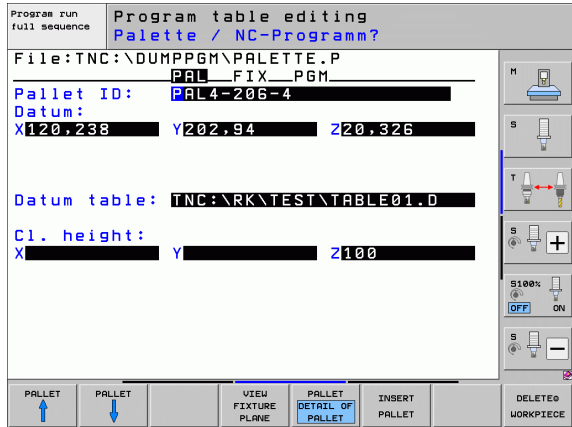 Program run
full sequence
Program table editing
Palette / NC-Programm?
File:TNC:\DUMPPGM\PALETTE.P
PAL FIX PGM
Pallet ID: PAL4-206-4
Datum:
X120,238 Y202,94 Z20,326
Datum table: TNC:\RK\TEST\TABLE01.D
Cl. height:
X Y Z100
M
S
T
S
S100%
OFF ON
S
PALLET
PALLET
VIEW
FIXTURE
PLANE
PALLET
DETAIL OF
PALLET
INSERT
PALLET
DELETE
WORKPIECE